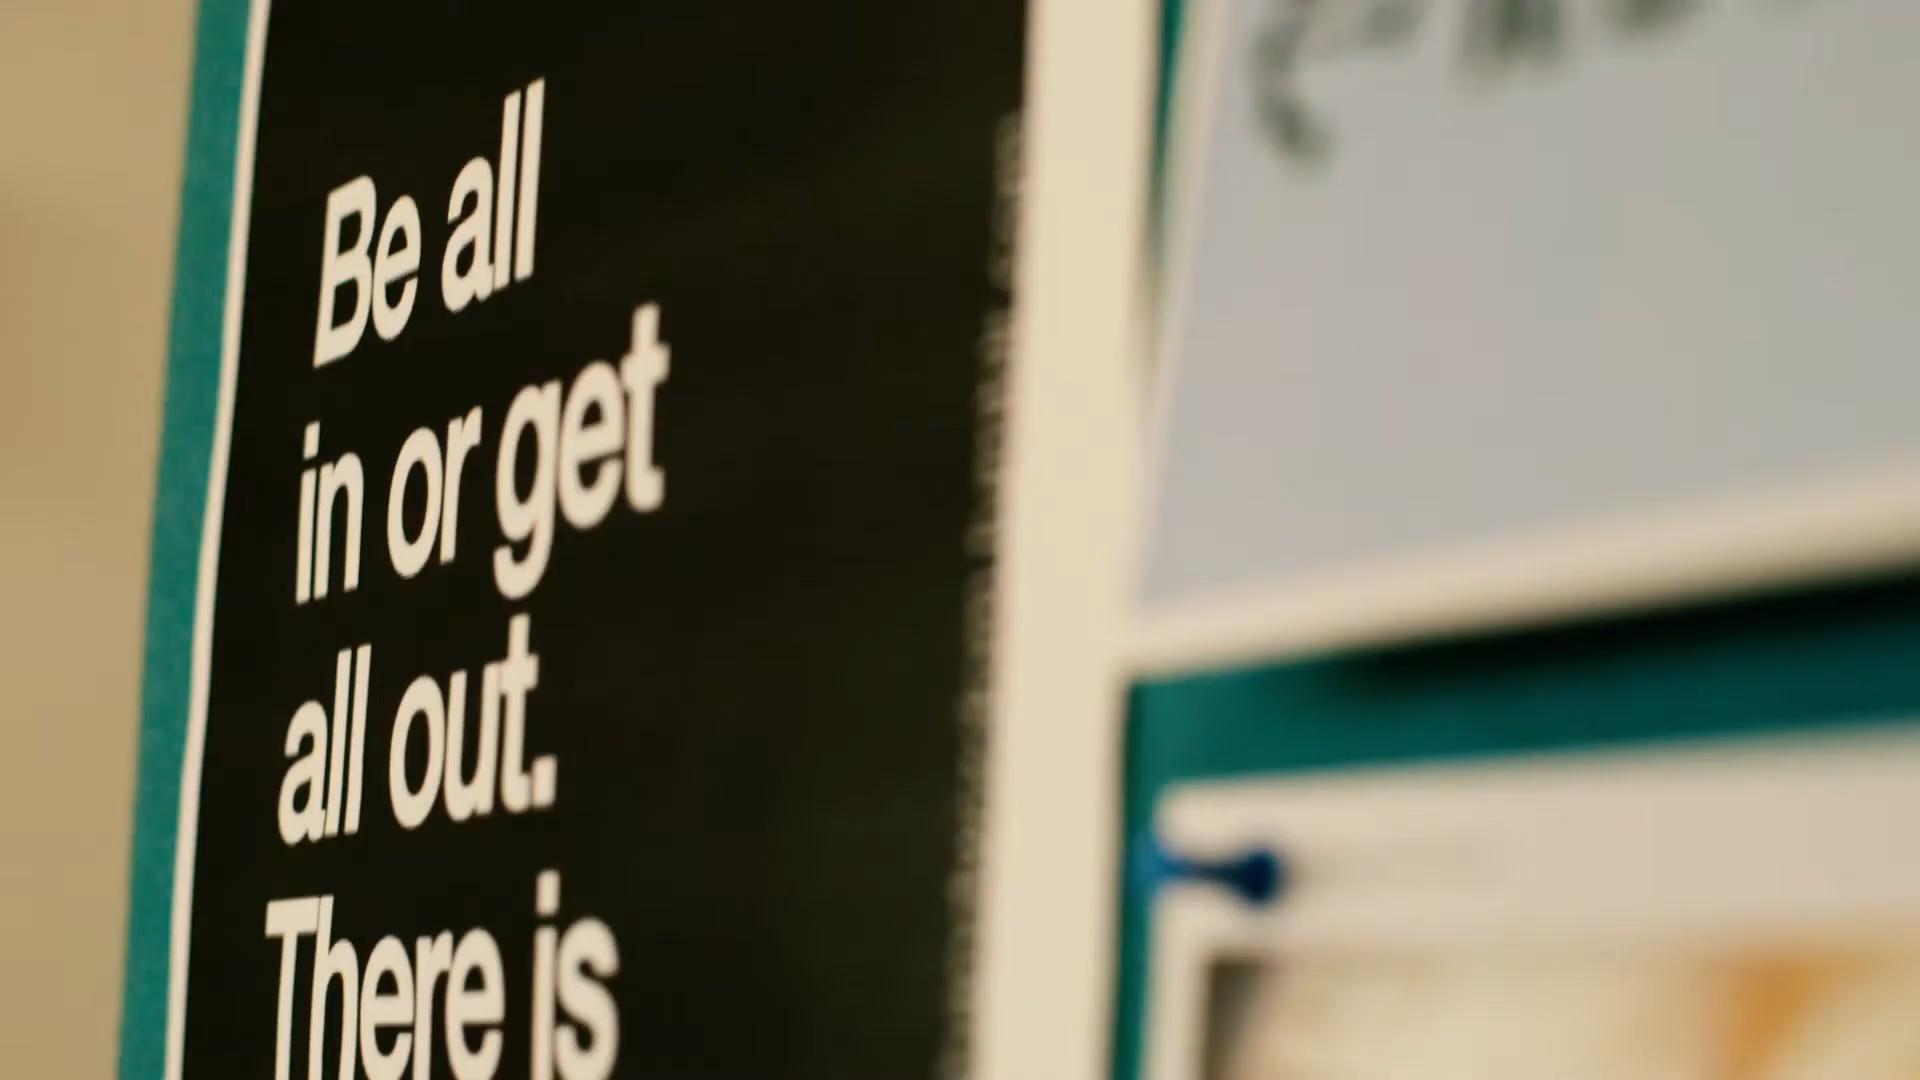 Be all
in or get
all out.
There is